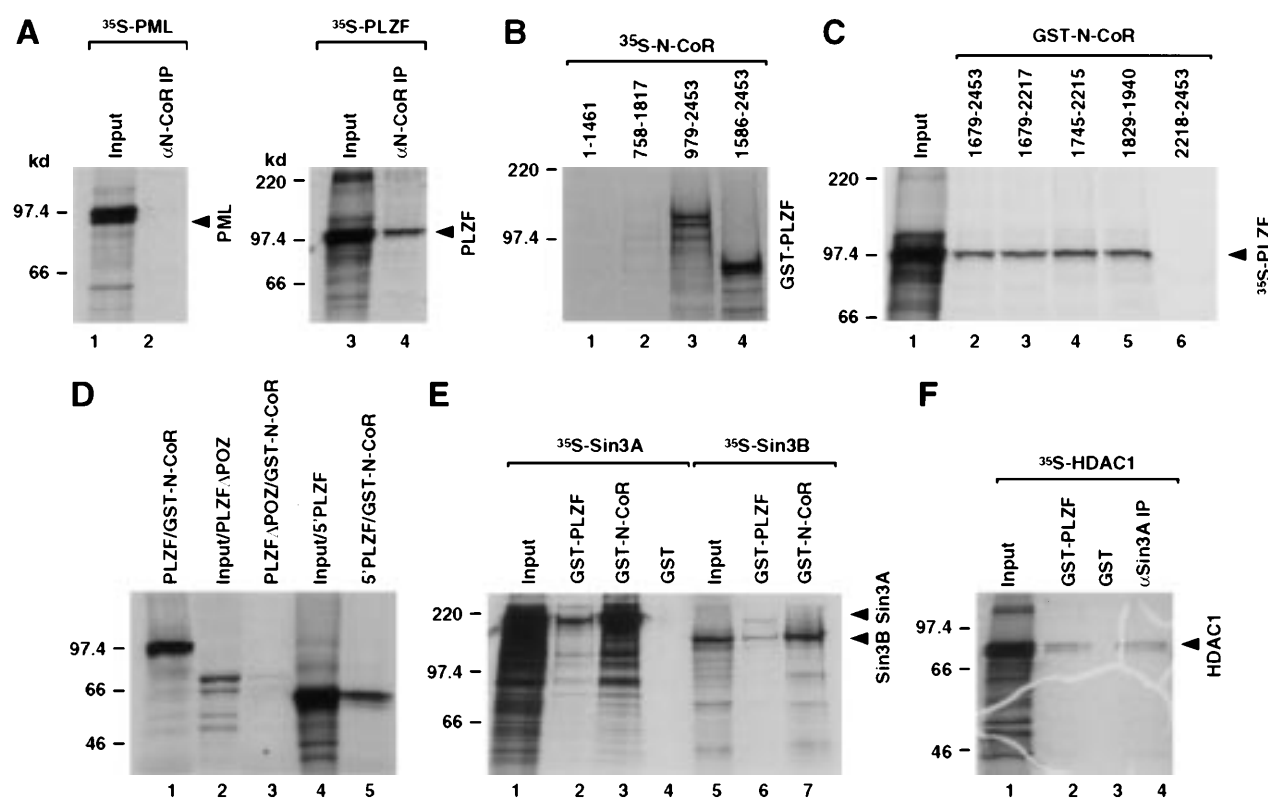 A
³⁵S-PML
Input
αN-CoR IP
kd
97.4
66
PML
1 2
³⁵S-PLZF
Input
αN-CoR IP
kd
220
97.4
66
PLZF
3 4
B
³⁵S-N-CoR
1-1461
758-1817
979-2453
1586-2453
220
97.4
GST-PLZF
1 2 3 4
C
GST-N-CoR
Input
1679-2453
1679-2217
1745-2215
1829-1940
2218-2453
220
97.4
66
³⁵S-PLZF
1 2 3 4 5 6
D
PLZF/GST-N-CoR
Input/PLZFΔPOZ
PLZFΔPOZ/GST-N-CoR
Input/5'PLZF
5'PLZF/GST-N-CoR
97.4
66
46
1 2 3 4 5
E
³⁵S-Sin3A
³⁵S-Sin3B
Input
GST-PLZF
GST-N-CoR
GST
Input
GST-PLZF
GST-N-CoR
220
97.4
66
Sin3B Sin3A
1 2 3 4 5 6 7
F
³⁵S-HDAC1
Input
GST-PLZF
GST
αSin3A IP
97.4
66
46
HDAC1
1 2 3 4